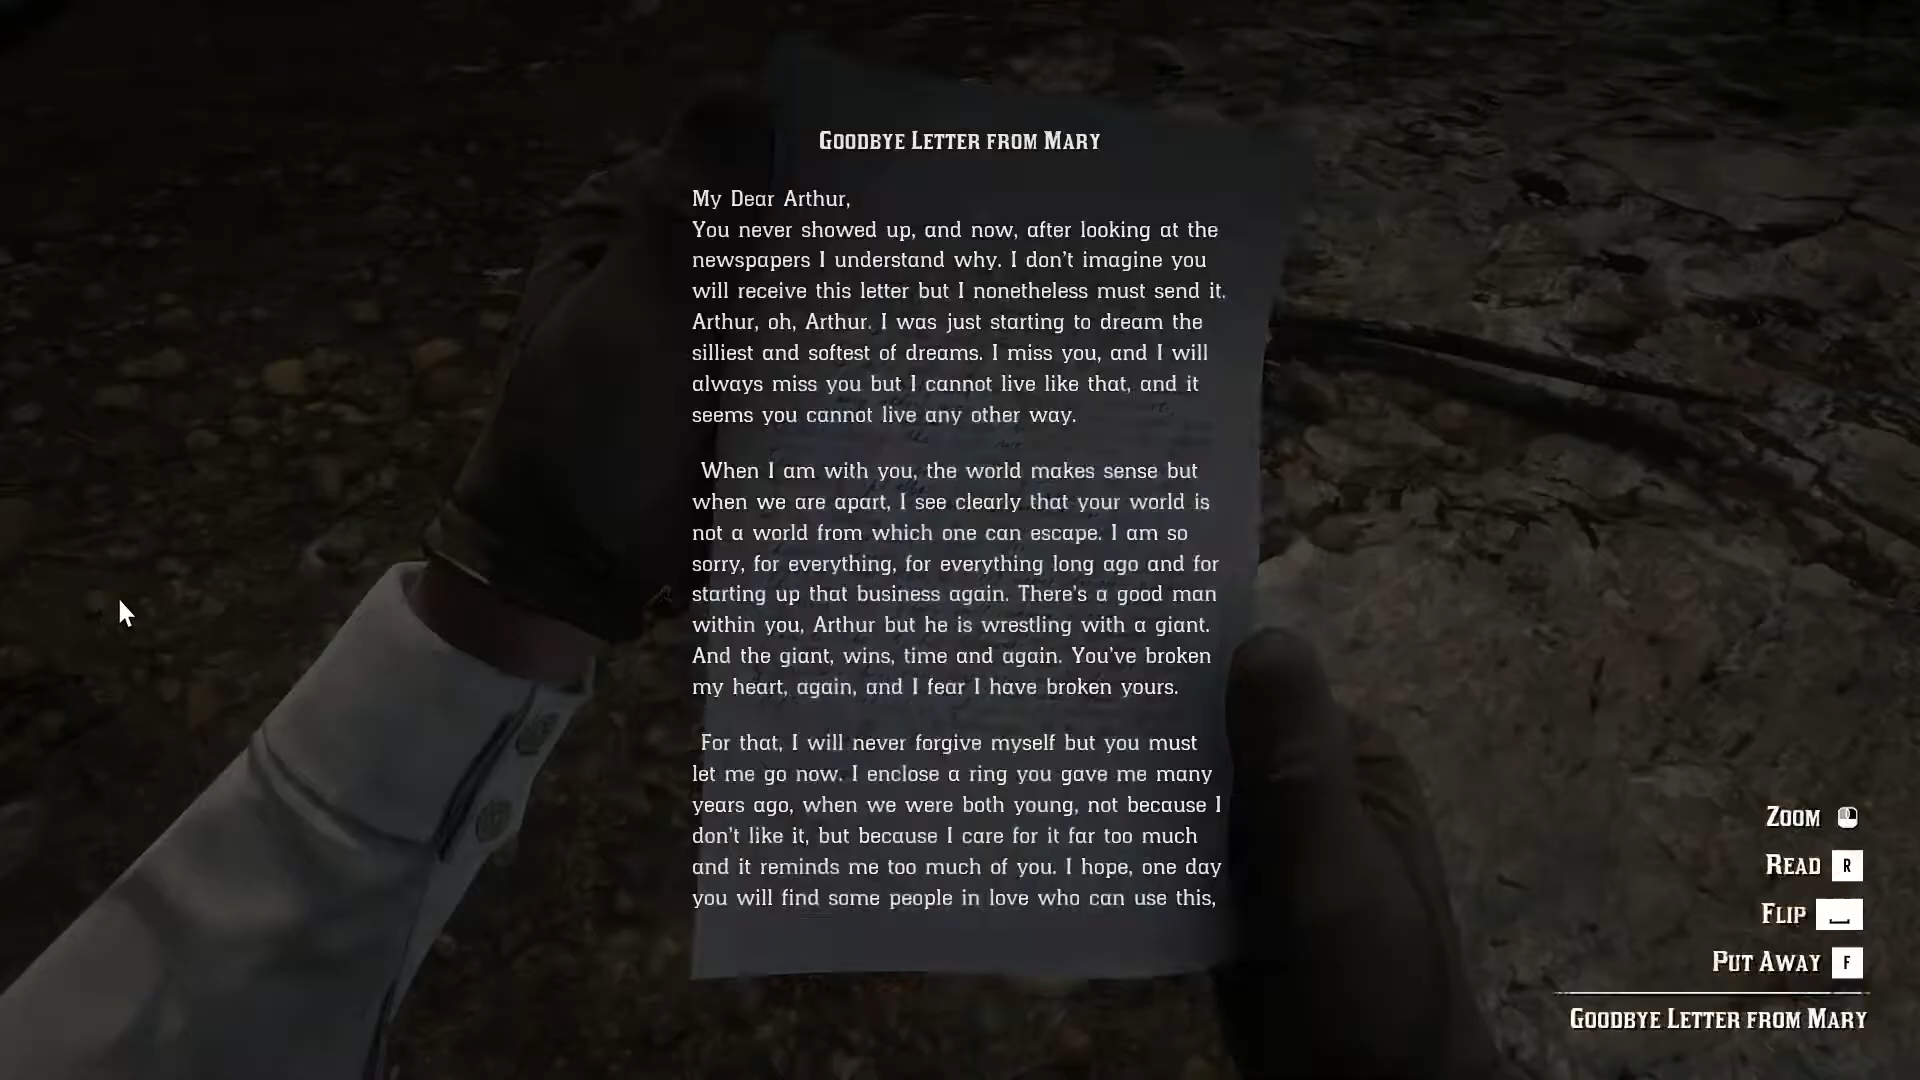 Goodbye Letter from Mary
My Dear Arthur,
You never showed up, and now, after looking at the
newspapers I understand why. I don't imagine you
will receive this letter but I nonetheless must send it.
Arthur, oh, Arthur. I was just starting to dream the
silliest and softest of dreams. I miss you, and I will
always miss you but I cannot live like that, and it
seems you cannot live any other way.
When I am with you, the world makes sense but
when we are apart, I see clearly that your world is
not a world from which one can escape. I am so
sorry, for everything, for everything long ago and for
starting up that business again. There's a good man
within you, Arthur but he is wrestling with a giant.
And the giant, wins, time and again. You've broken
my heart, again, and I fear I have broken yours.
For that, I will never forgive myself but you must
let me go now. I enclose a ring you gave me many
years ago, when we were both young, not because I
don't like it, but because I care for it far too much
and it reminds me too much of you. I hope, one day
you will find some people in love who can use this,
Zoom
Read R
Flip
Put Away F
Goodbye Letter from Mary